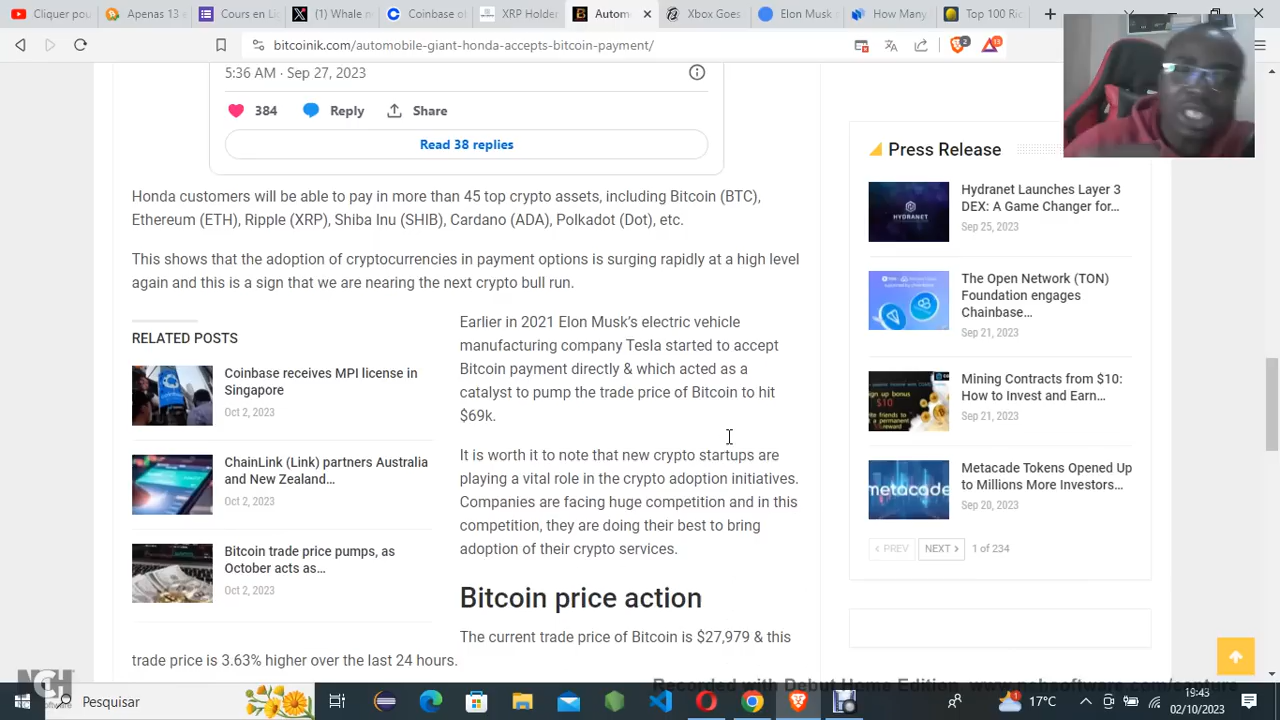 Cliquer pou
Armas 13 d
Cours en Li
(1) Whale s
Coinbase of
XRP Holder
Autom
Xbox Goes
Elon Musk
How Many
Top 100 Ri
automobile-giant-honda-accepts-bitcoin-payment/
2
13
5:36 AM · Sep 27, 2023
384
Reply
Share
Read 38 replies
Honda customers will be able to pay in more than 45 top crypto assets, including Bitcoin (BTC),
Ethereum (ETH), Ripple (XRP), Shiba Inu (SHIB), Cardano (ADA), Polkadot (Dot), etc.
This shows that the adoption of cryptocurrencies in payment options is surging rapidly at a high level
again and this is a sign that we are nearing the next crypto bull run.
RELATED POSTS
Coinbase receives MPI license in
Singapore
Oct 2, 2023
ChainLink (Link) partners Australia
and New Zealand...
Oct 2, 2023
Bitcoin trade price pumps, as
October acts as...
Oct 2, 2023
Earlier in 2021 Elon Musk's electric vehicle
manufacturing company Tesla started to accept
Bitcoin payment directly & which acted as a
catalyst to pump the trade price of Bitcoin to hit
$69k.
It is worth it to note that new crypto startups are
playing a vital role in the crypto adoption initiatives.
Companies are facing huge competition and in this
competition, they are doing their best to bring
adoption of their crypto services.
Bitcoin price action
The current trade price of Bitcoin is $27,979 & this
trade price is 3.63% higher over the last 24 hours.
Press Release
Hydranet Launches Layer 3
DEX: A Game Changer for...
Sep 25, 2023
The Open Network (TON)
Foundation engages
Chainbase...
Sep 21, 2023
Mining Contracts from $10:
How to Invest and Earn...
Sep 21, 2023
Metacade Tokens Opened Up
to Millions More Investors...
Sep 20, 2023
PREV
NEXT
1 of 234
NCH
Recorded with Debut Home Edition. www.nchsoftware.com/capture
Pesquisar
17°C
19:43
02/10/2023